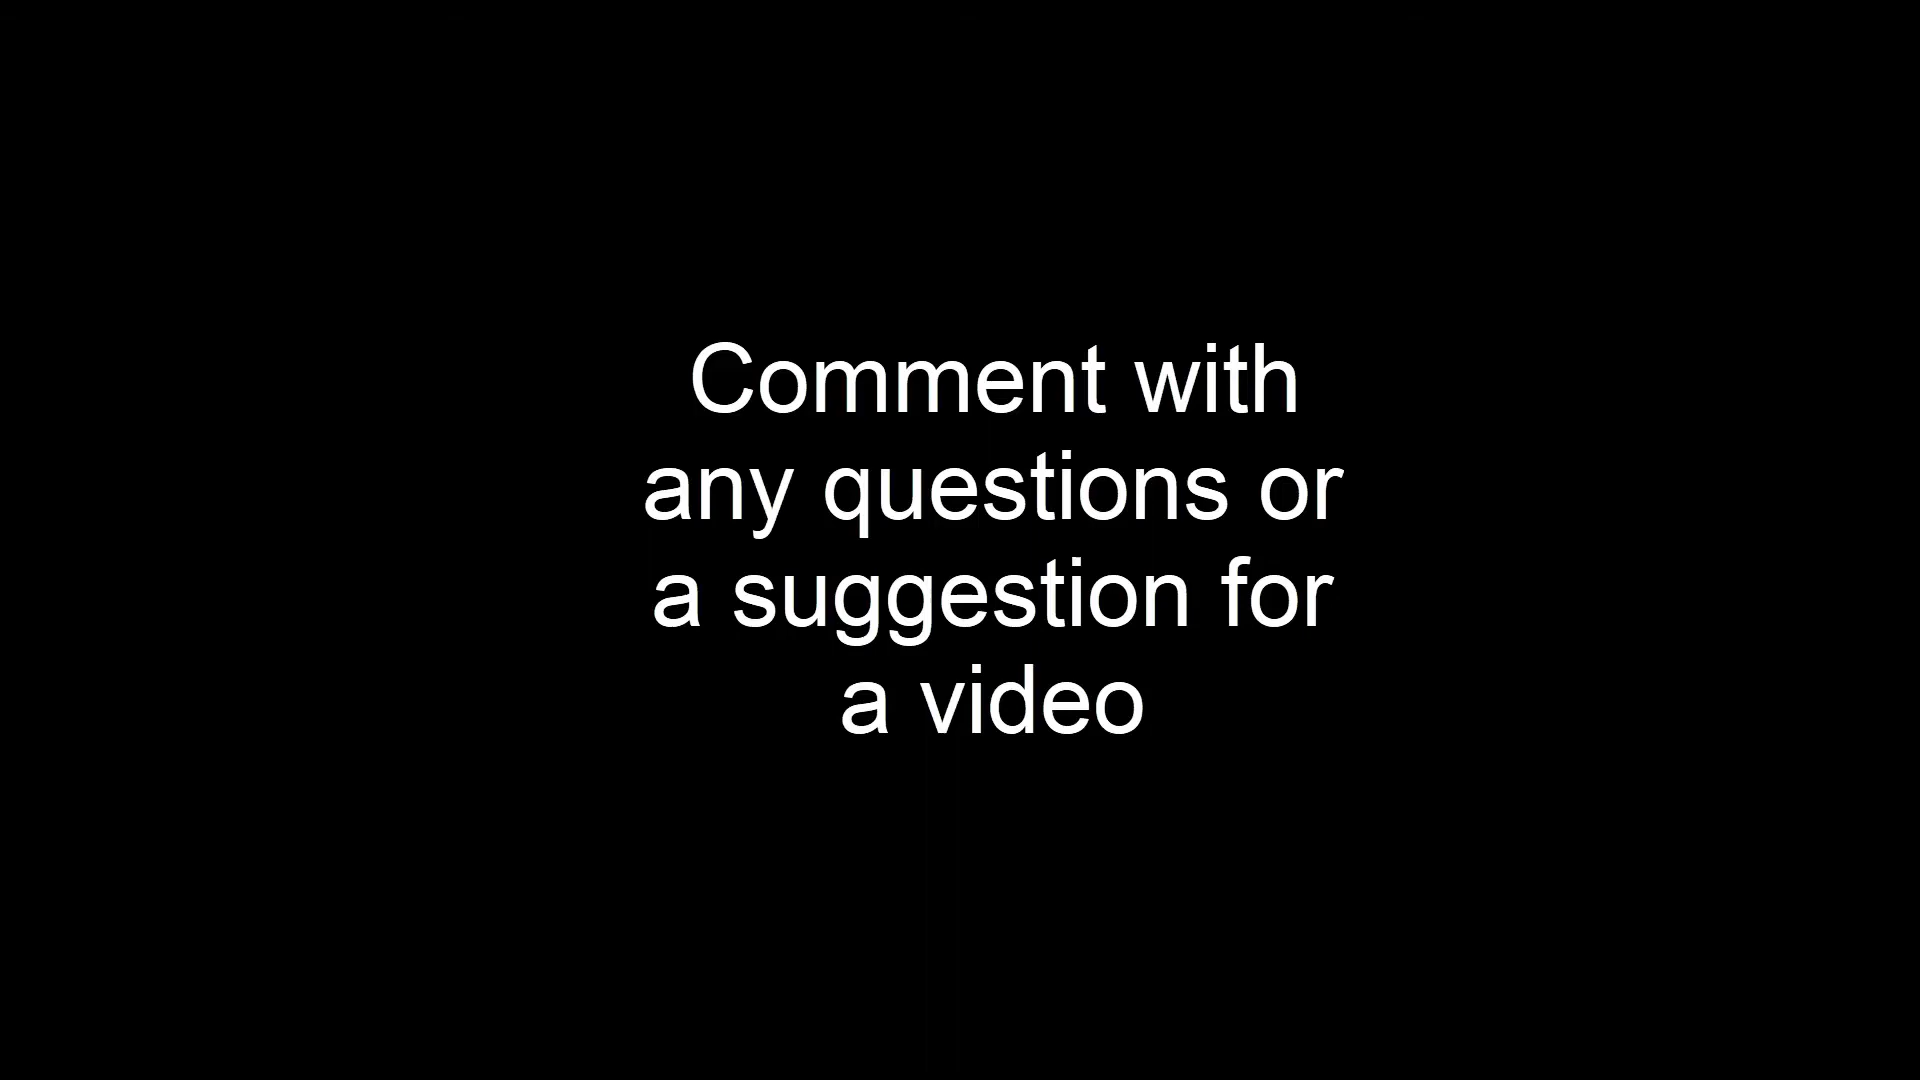 Comment with
any questions or
a suggestion for
a video